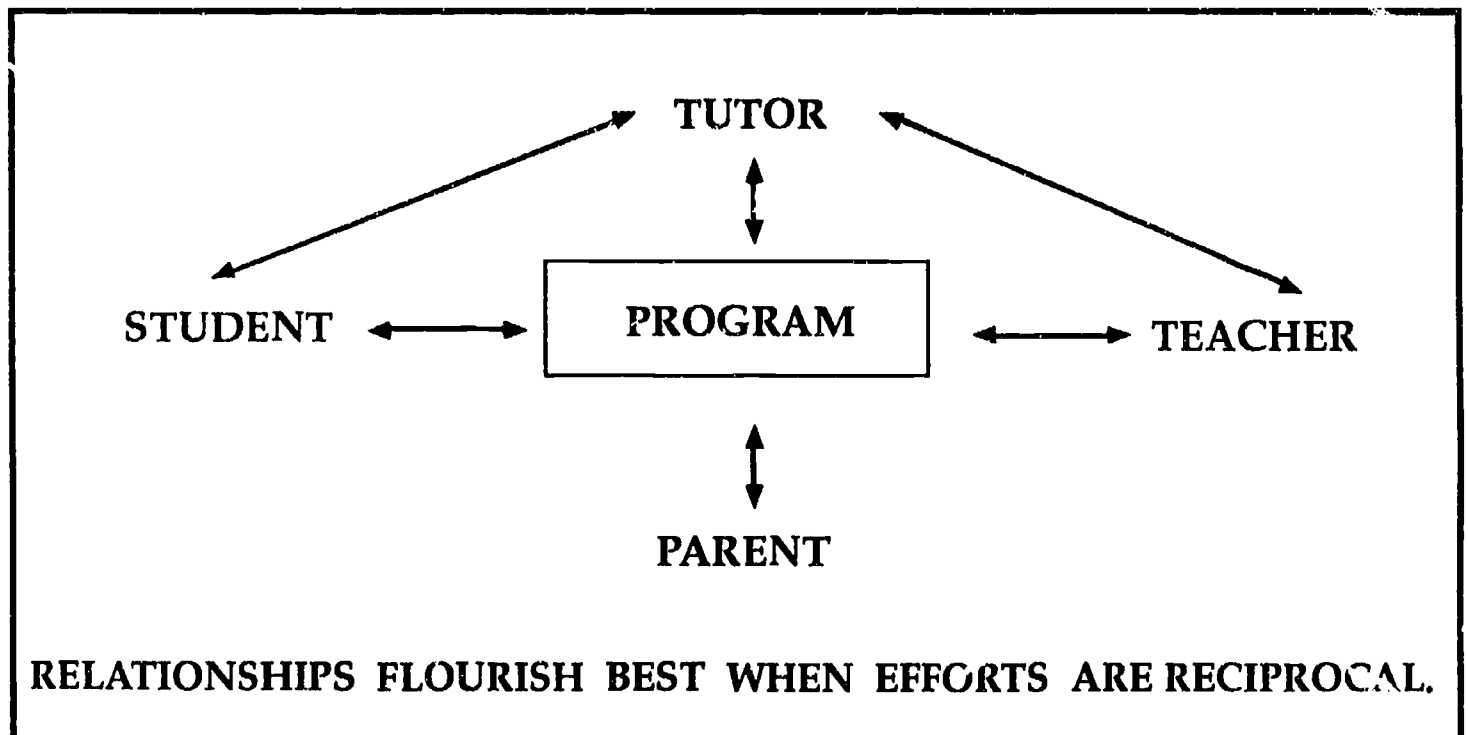 TUTOR
STUDENT PROGRAM TEACHER
PARENT
RELATIONSHIPS FLOURISH BEST WHEN EFFORTS ARE RECIPROCAL.